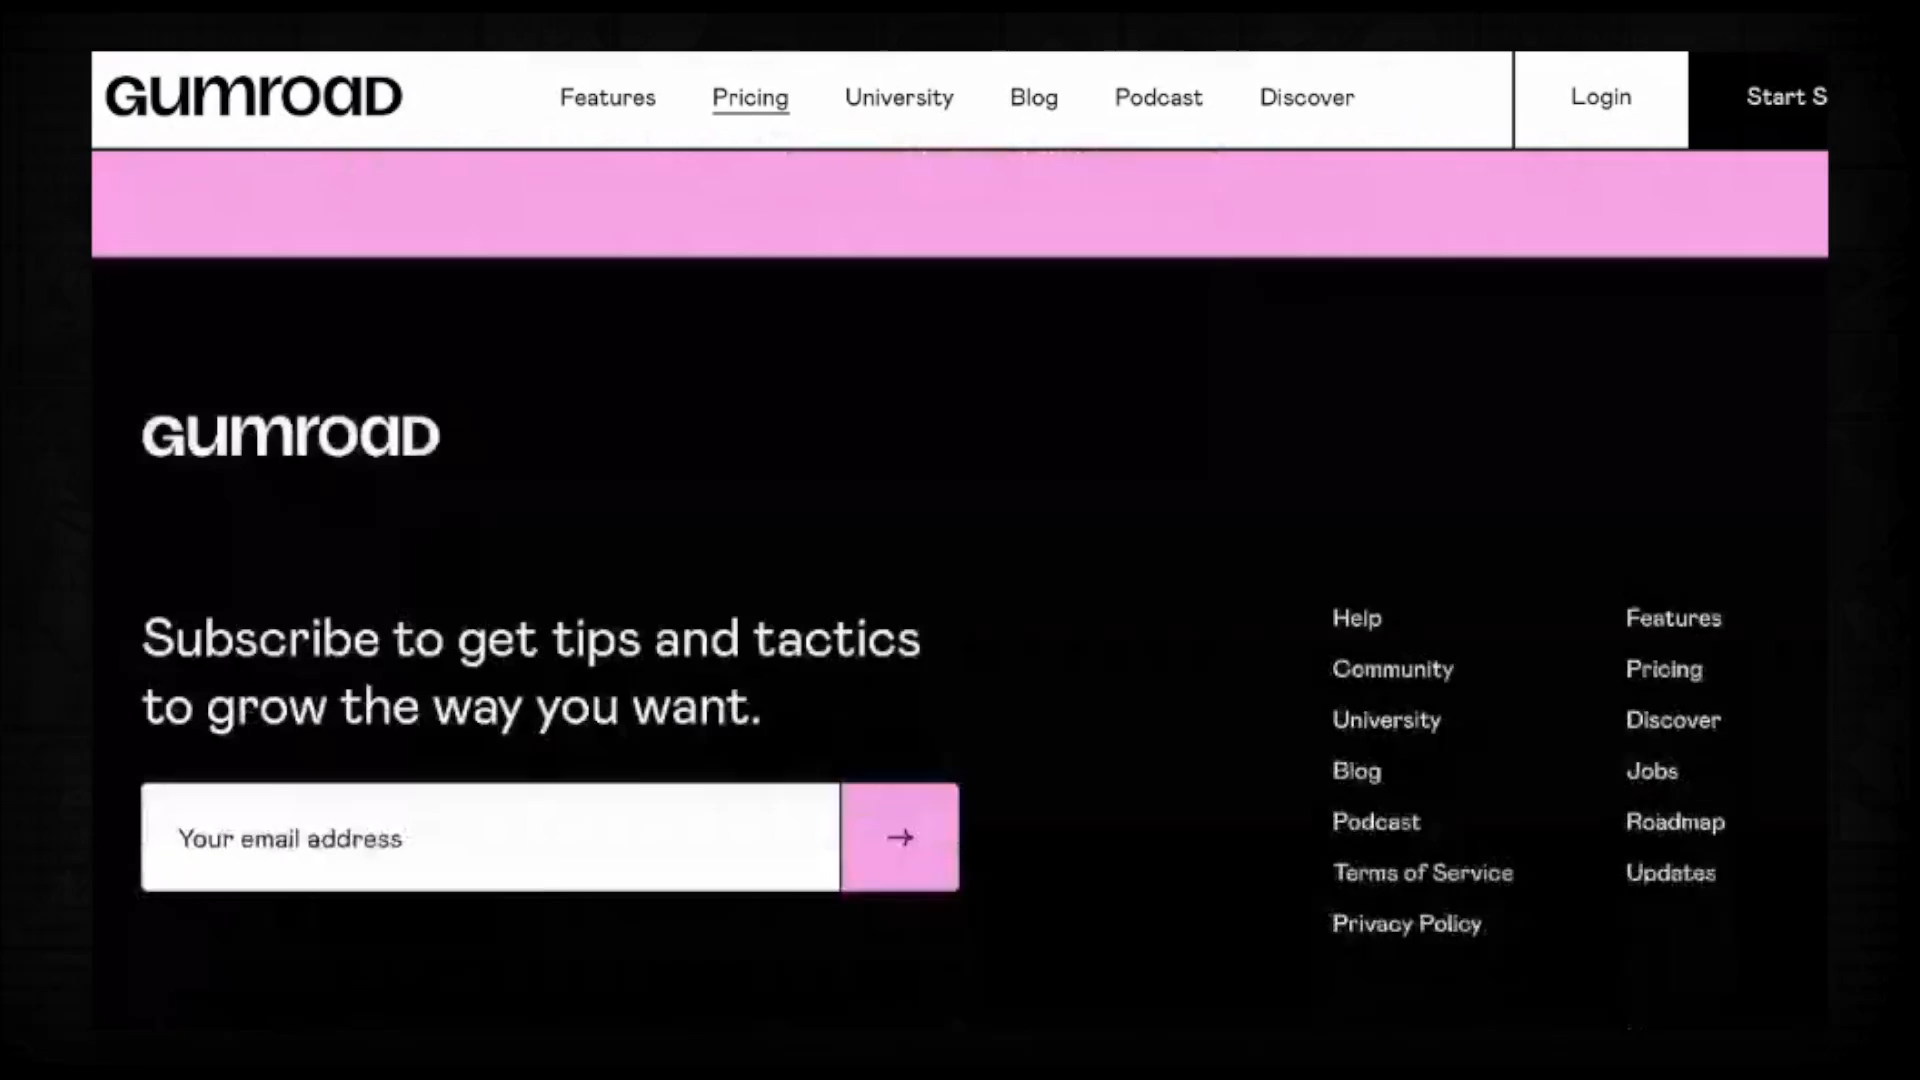 Gumroad
Features Pricing University Blog Podcast Discover
Login
Start S
Gumroad
Subscribe to get tips and tactics
to grow the way you want.
Your email address
→
Help
Community
University
Blog
Podcast
Terms of Service
Privacy Policy
Features
Pricing
Discover
Jobs
Roadmap
Updates